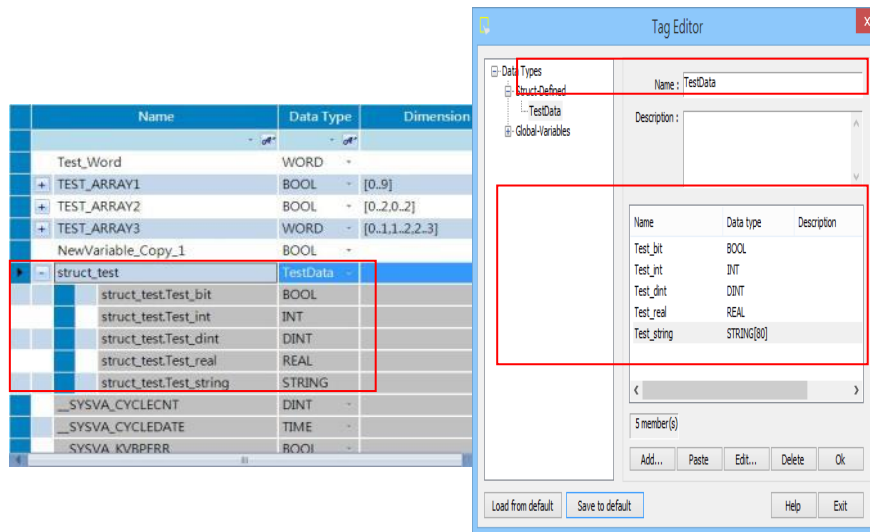 Name Data Type Dimension
Test_Word WORD
TEST_ARRAY1 BOOL [0..9]
TEST_ARRAY2 BOOL [0..2,0..2]
TEST_ARRAY3 WORD [0..1,1..2,2..3]
NewVariable_Copy_1 BOOL
struct_test TestData
struct_test.Test_bit BOOL
struct_test.Test_int INT
struct_test.Test_dint DINT
struct_test.Test_real REAL
struct_test.Test_string STRING
__SYSVA_CYCLECNT DINT
__SYSVA_CYCLEDATE TIME
__SYSVA_KVBPERR BOOL
Tag Editor
x
Data Types
Struct-Defined
TestData
Global-Variables
Name : TestData
Description :
Name Data type Description
Test_bit BOOL
Test_int INT
Test_dint DINT
Test_real REAL
Test_string STRING[80]
5 member(s)
Add... Paste Edit... Delete Ok
Load from default Save to default Help Exit